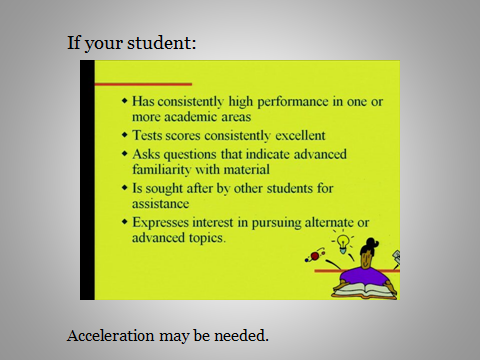 If your student:
◆ Has consistently high performance in one or
more academic areas
◆ Tests scores consistently excellent
◆ Asks questions that indicate advanced
familiarity with material
◆ Is sought after by other students for
assistance
◆ Expresses interest in pursuing alternate or
advanced topics.
Acceleration may be needed.